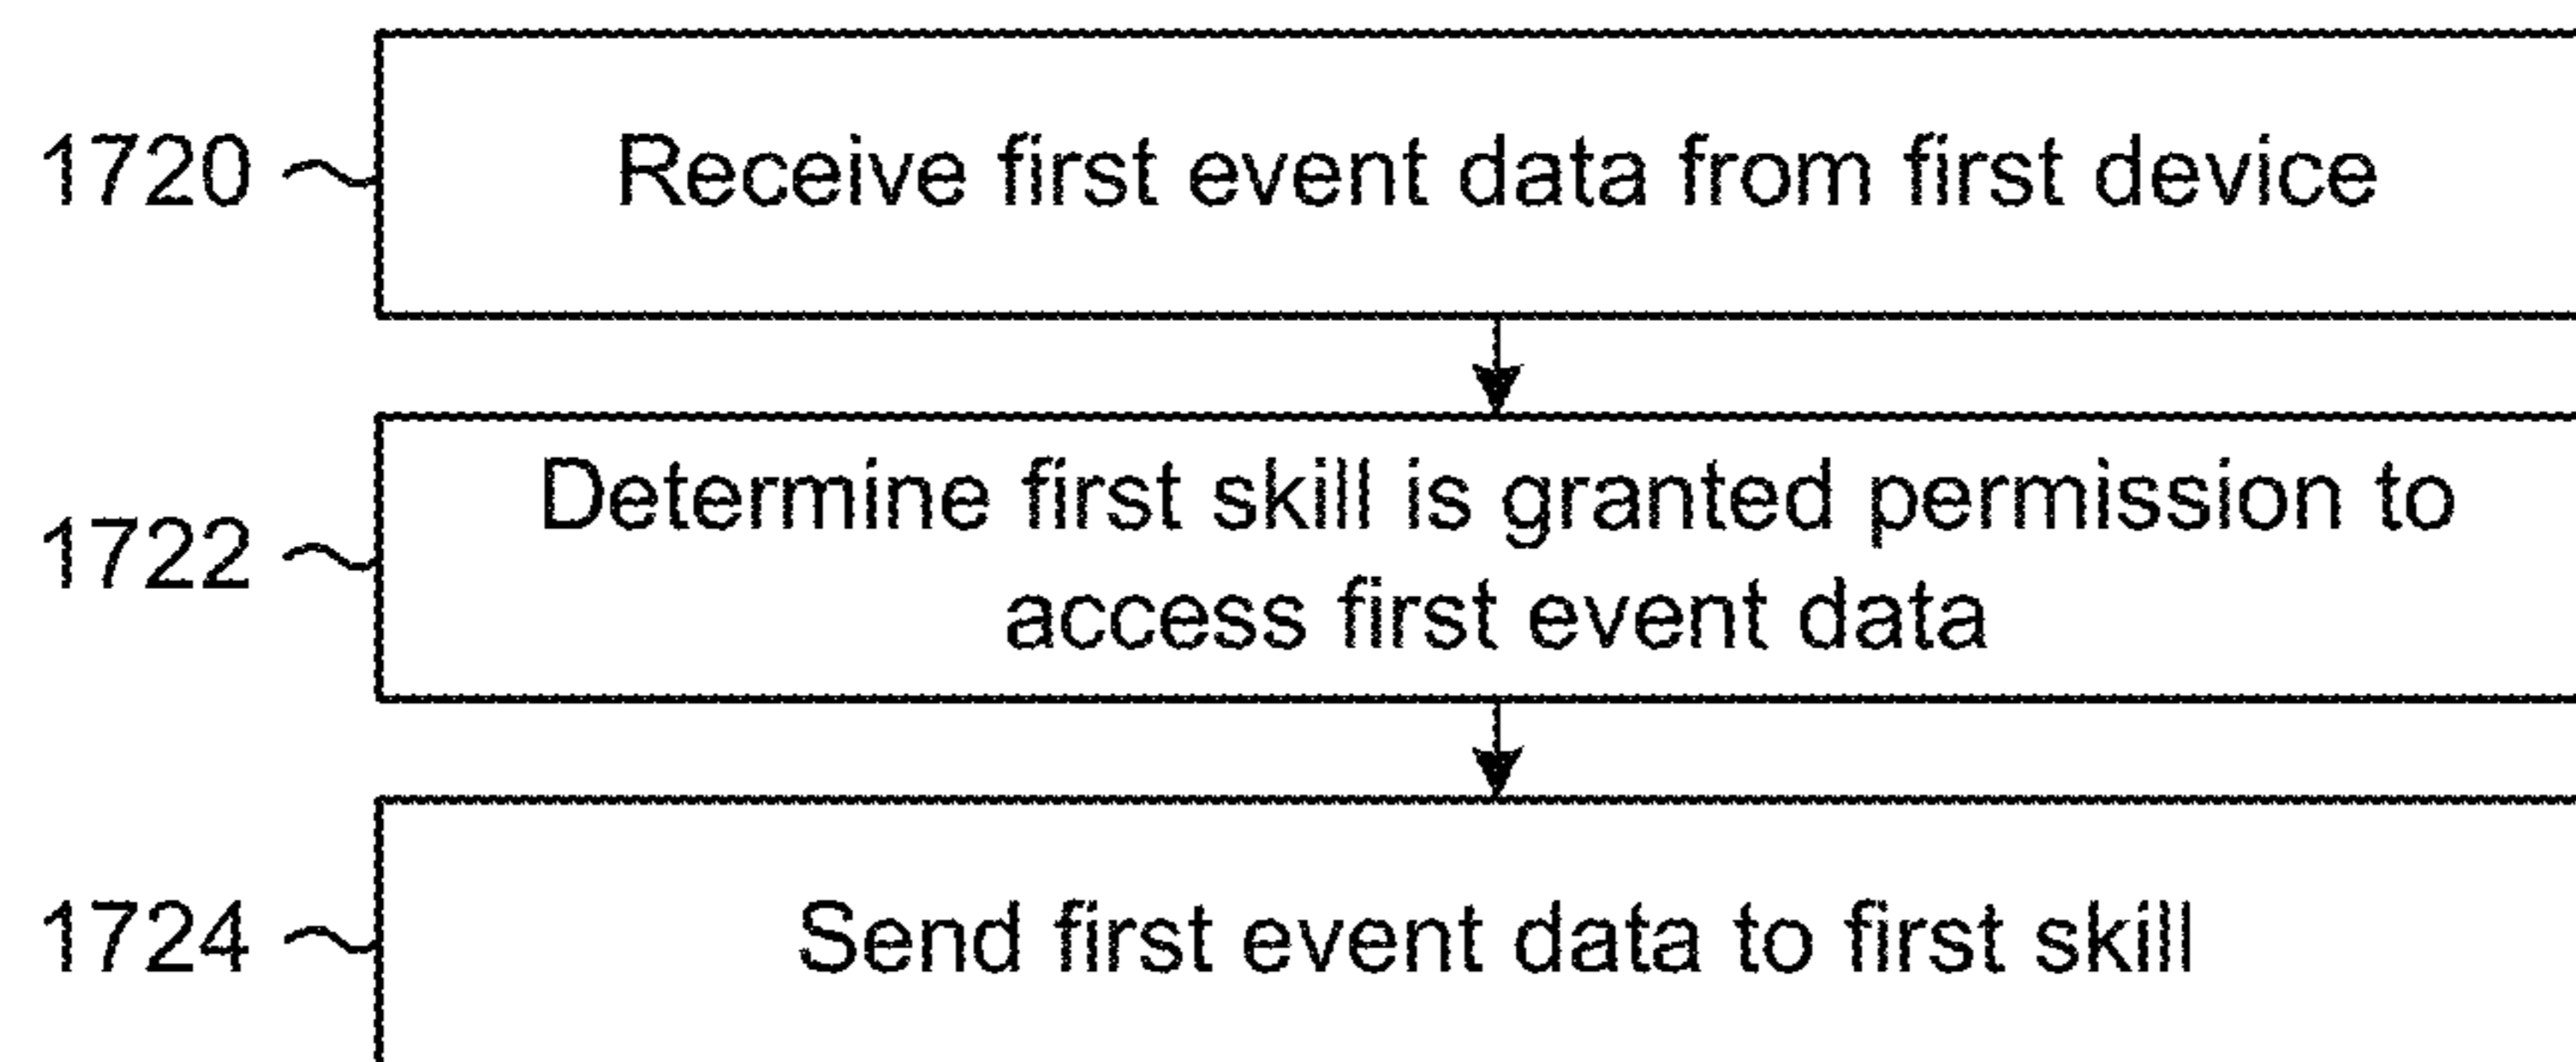 1720
Receive first event data from first device
1722
Determine first skill is granted permission to
access first event data
1724
Send first event data to first skill